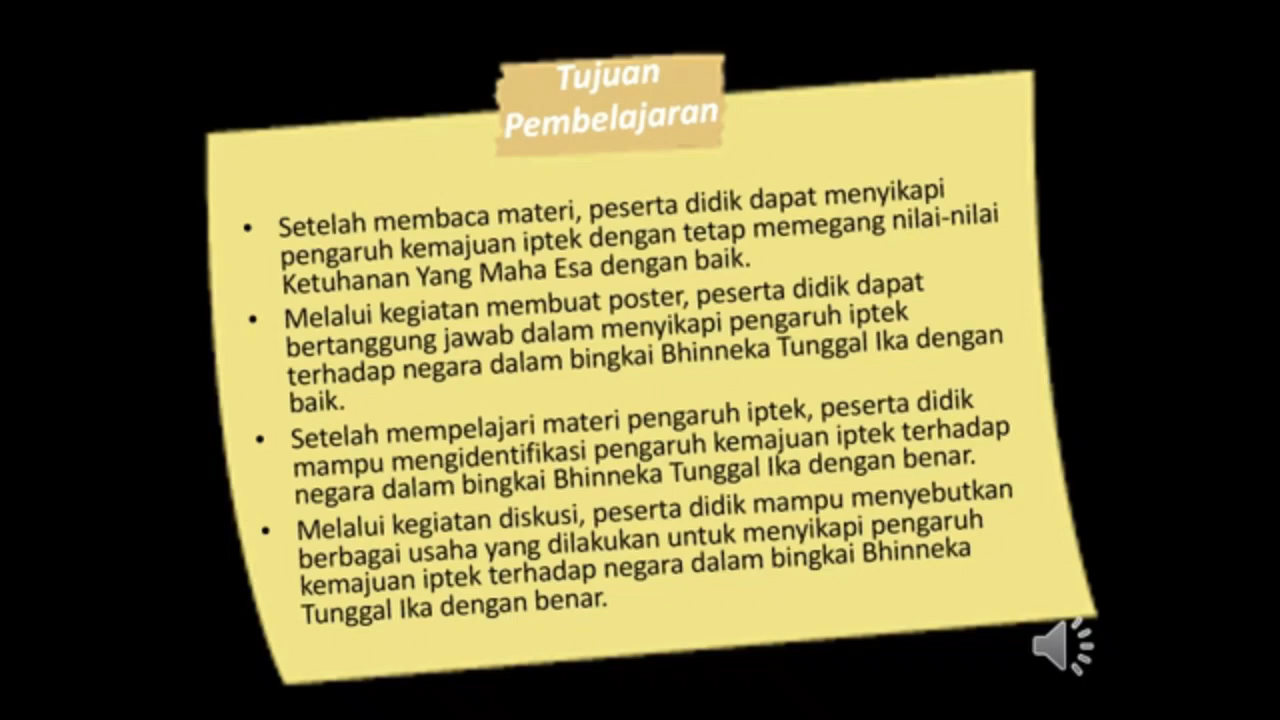 Tujuan
Pembelajaran
• Setelah membaca materi, peserta didik dapat menyikapi
pengaruh kemajuan iptek dengan tetap memegang nilai-nilai
Ketuhanan Yang Maha Esa dengan baik.
• Melalui kegiatan membuat poster, peserta didik dapat
bertanggung jawab dalam menyikapi pengaruh iptek
terhadap negara dalam bingkai Bhinneka Tunggal Ika dengan
baik.
• Setelah mempelajari materi pengaruh iptek, peserta didik
mampu mengidentifikasi pengaruh kemajuan iptek terhadap
negara dalam bingkai Bhinneka Tunggal Ika dengan benar.
• Melalui kegiatan diskusi, peserta didik mampu menyebutkan
berbagai usaha yang dilakukan untuk menyikapi pengaruh
kemajuan iptek terhadap negara dalam bingkai Bhinneka
Tunggal Ika dengan benar.